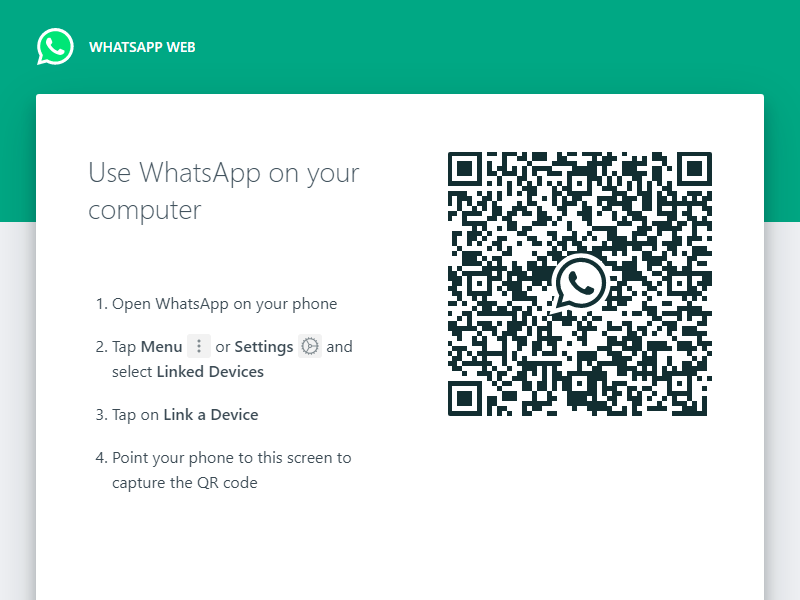 WHATSAPP WEB
Use WhatsApp on your
computer
1. Open WhatsApp on your phone
2. Tap Menu or Settings and
select Linked Devices
3. Tap on Link a Device
4. Point your phone to this screen to
capture the QR code